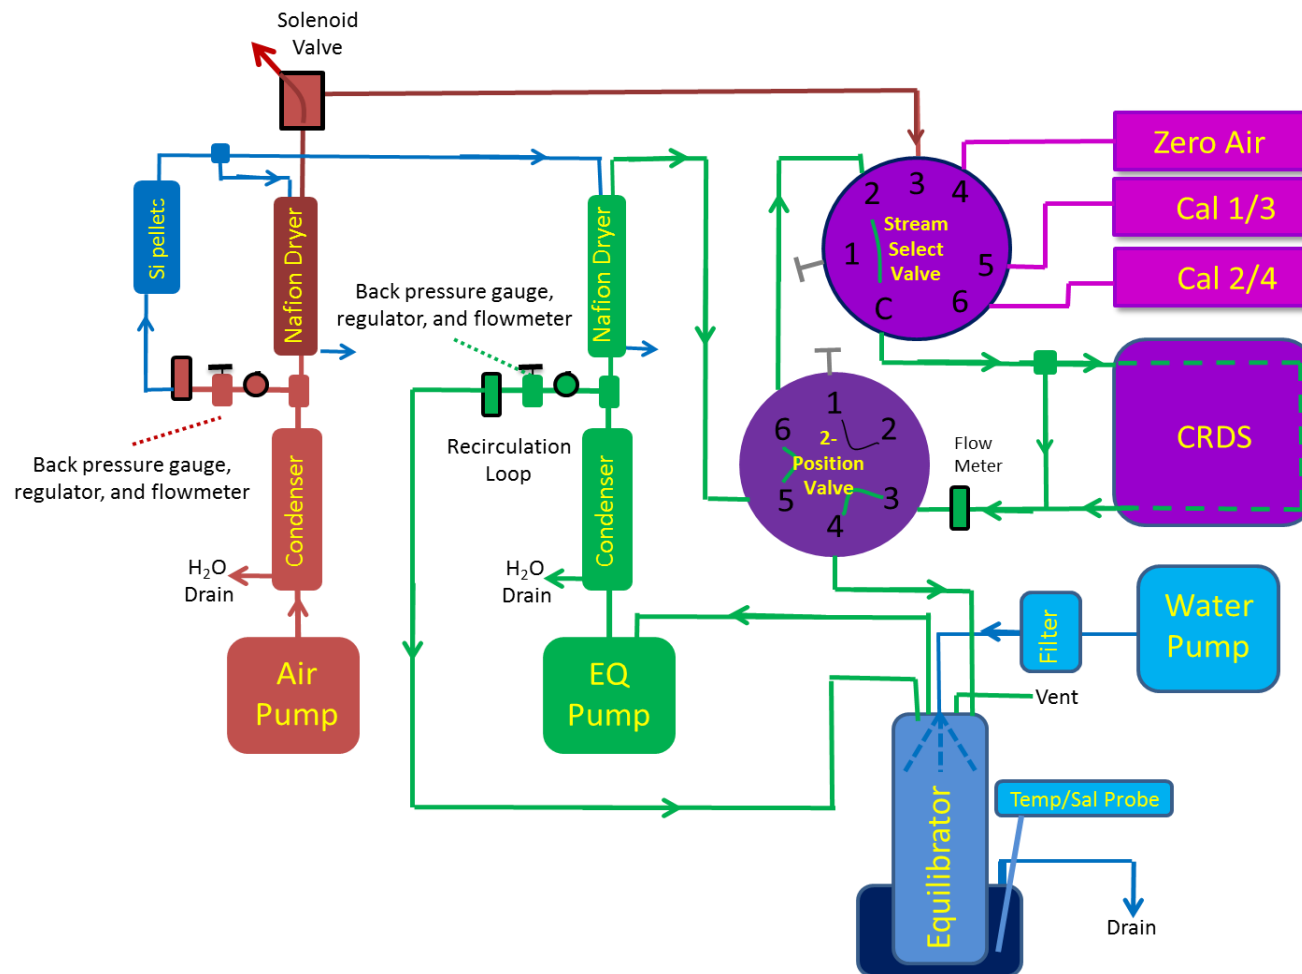 Solenoid
Valve
Zero Air
Cal 1/3
Cal 2/4
Si pelletc
Nafion Dryer
Nafion Dryer
1
2
3
4
5
6
C
Stream
Select
Valve
Back pressure gauge,
regulator, and flowmeter
Back pressure gauge,
regulator, and flowmeter
Recirculation
Loop
1
2
3
4
5
6
2-
Position
Valve
Flow
Meter
CRDS
Condenser
Condenser
H2O
Drain
H2O
Drain
Air
Pump
EQ
Pump
Filter
Water
Pump
Vent
Equilibrator
Temp/Sal Probe
Drain